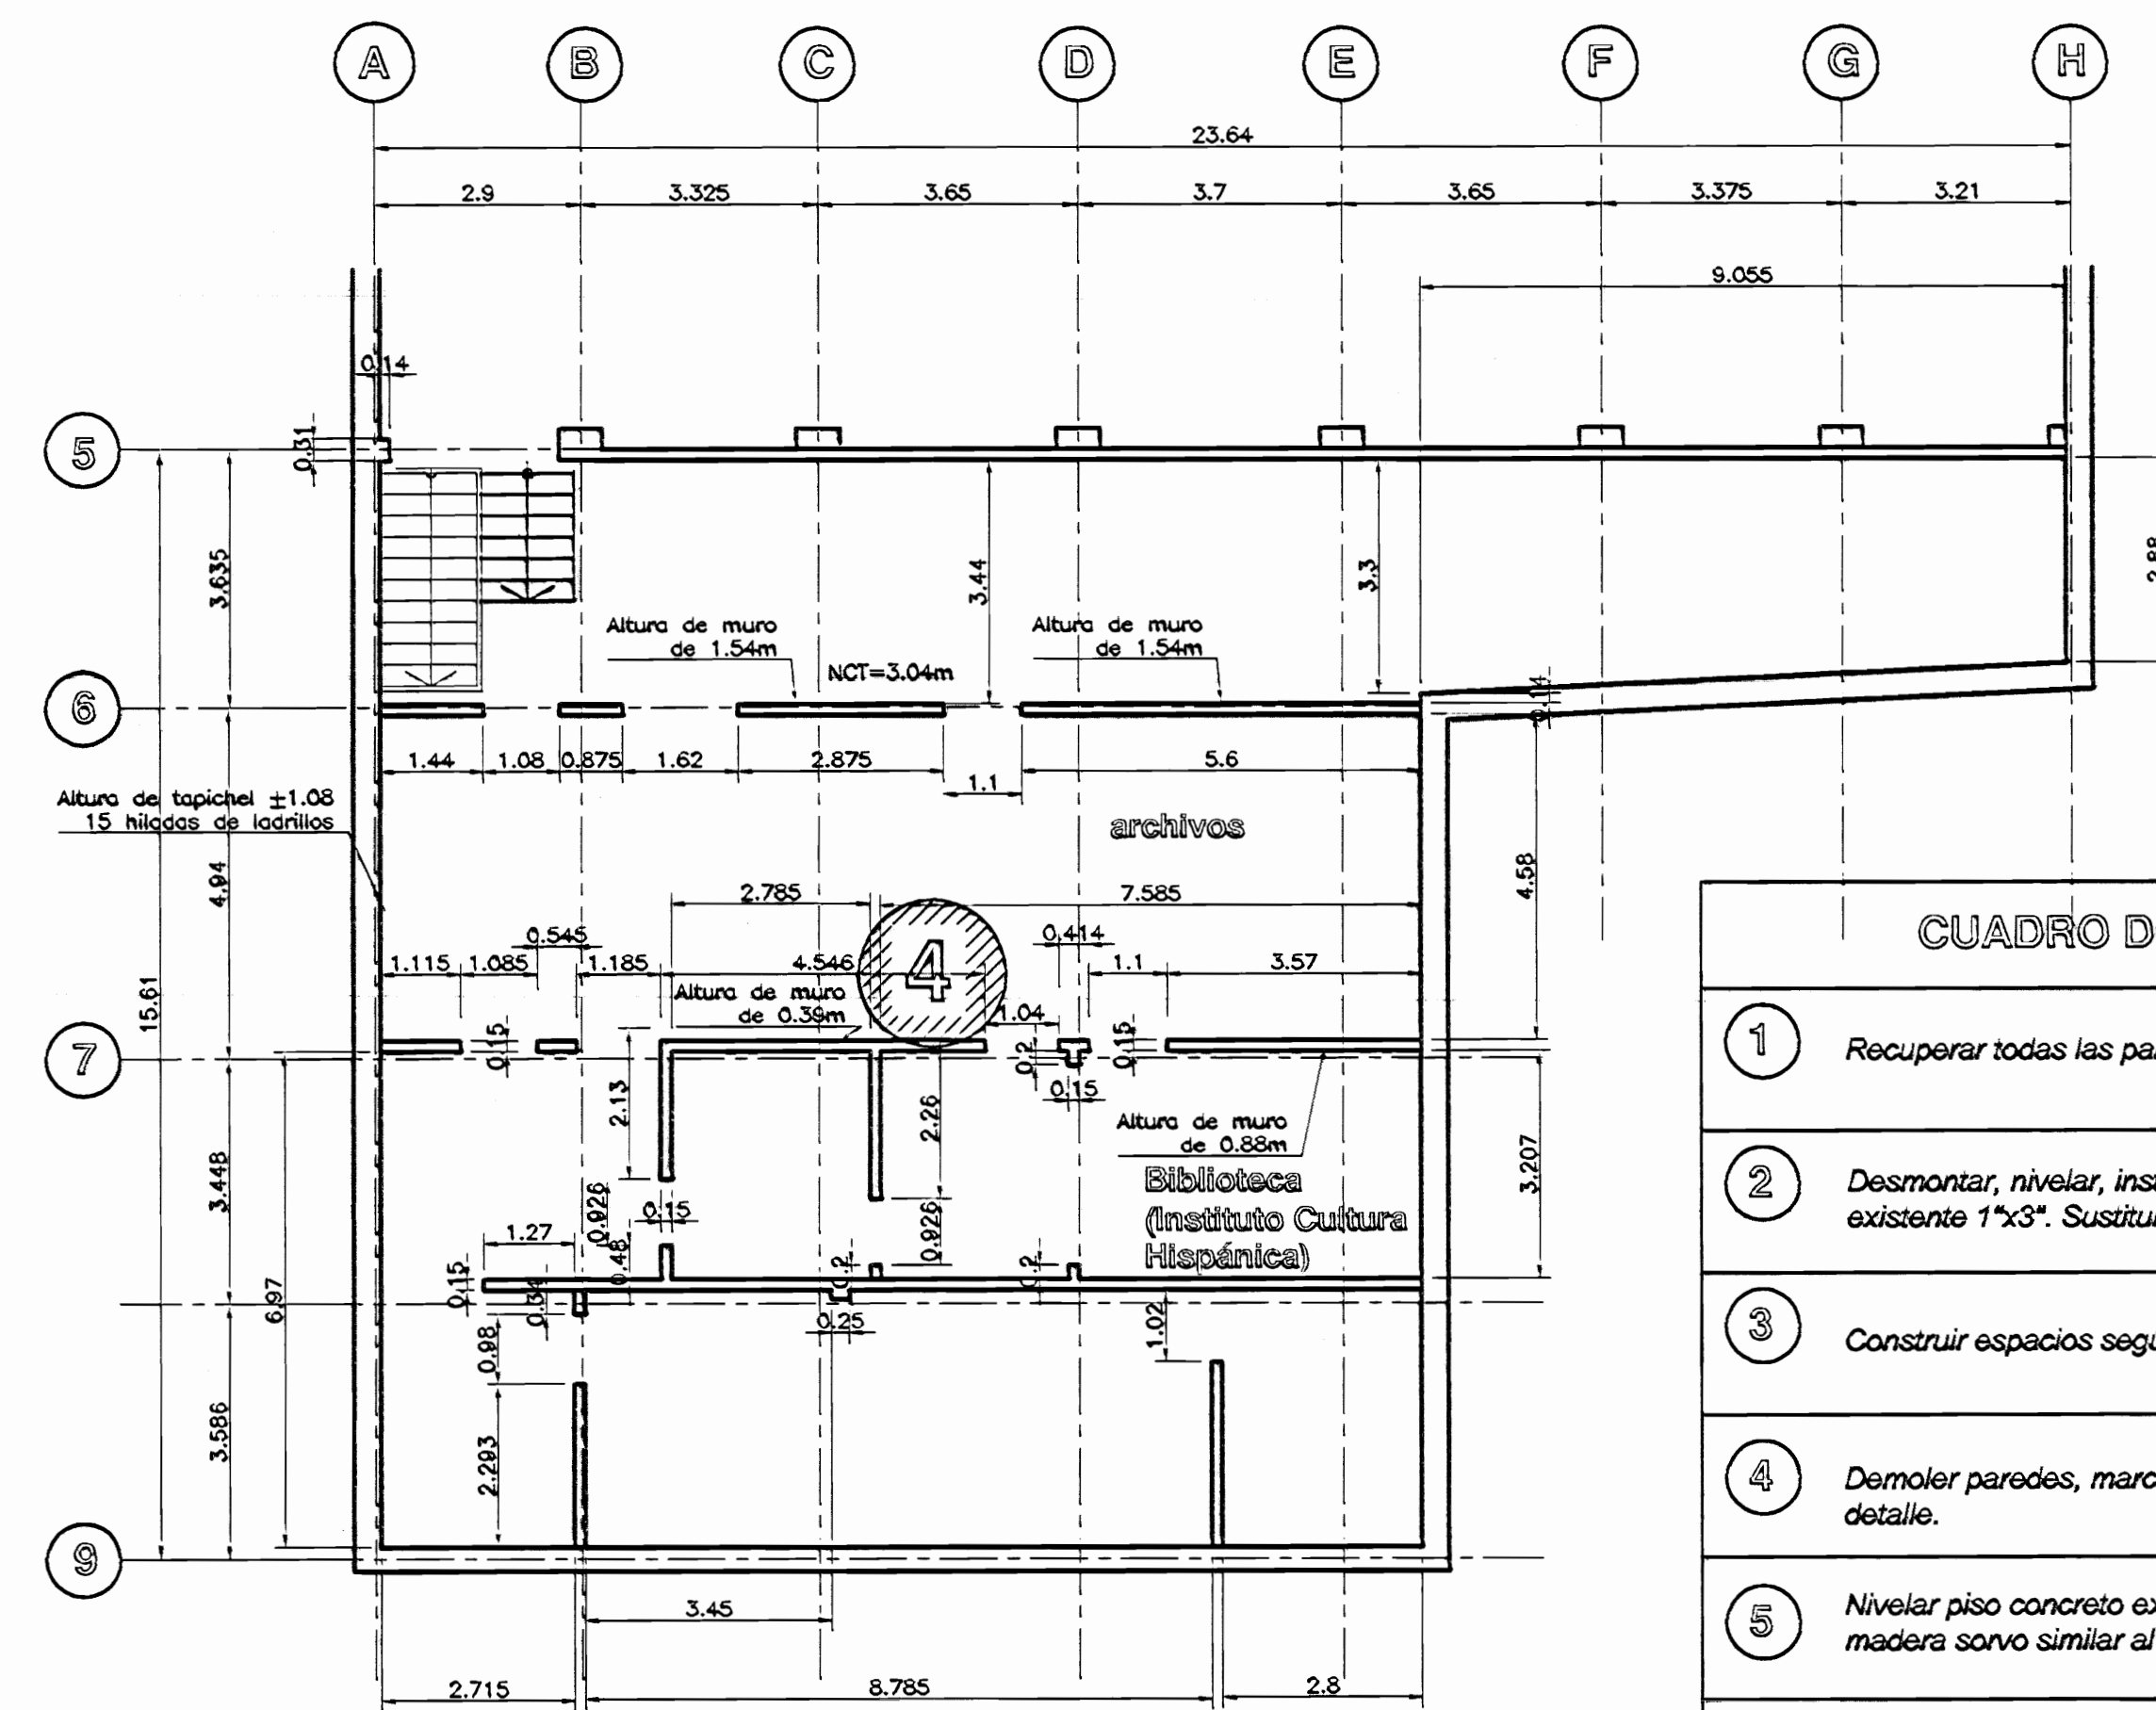 A B C D E F G H
23.64
2.9 3.325 3.65 3.7 3.65 3.375 3.21
9.055
0.14
5
0.31
3.635
3.44
3.3
2.88
Altura de muro
de 1.54m
NCT=3.04m
Altura de muro
de 1.54m
6
0.14
1.44 1.08 0.875 1.62 2.875 1.1 5.6
Altura de tapichel ±1.08
15 hiladas de ladrillos
archivos
4.94
4.58
15.61
2.785 7.585
4
0.545 0.414
1.115 1.085 1.185 4.546 1.1 3.57
Altura de muro
de 0.39m
1.04
7
0.15 0.2 0.15
0.15
2.13 2.26
Altura de muro
de 0.88m
3.448
3.207
Biblioteca
(Instituto Cultura
Hispánica)
0.926 0.15 0.926
1.27 0.48 0.2 0.2
0.15 0.34
6.97
0.25
0.98 1.02
3.586
2.293
9
3.45
2.715 8.785 2.8
CUADRO D
1 Recuperar todas las pa
2 Desmontar, nivelar, ins
existente 1"x3". Sustitu
3 Construir espacios segu
4 Demoler paredes, marc
detalle.
5 Nivelar piso concreto ex
madera sorvo similar al